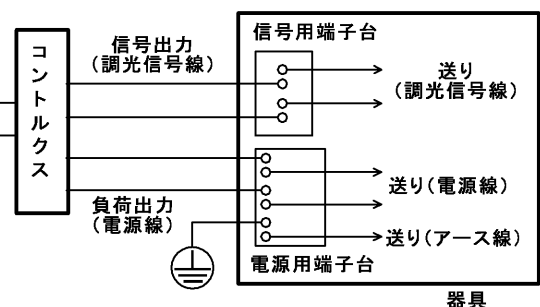 コントルクス
信号出力
（調光信号線）
負荷出力
（電源線）
信号用端子台
送り
（調光信号線）
送り（電源線）
送り（アース線）
電源用端子台
器具